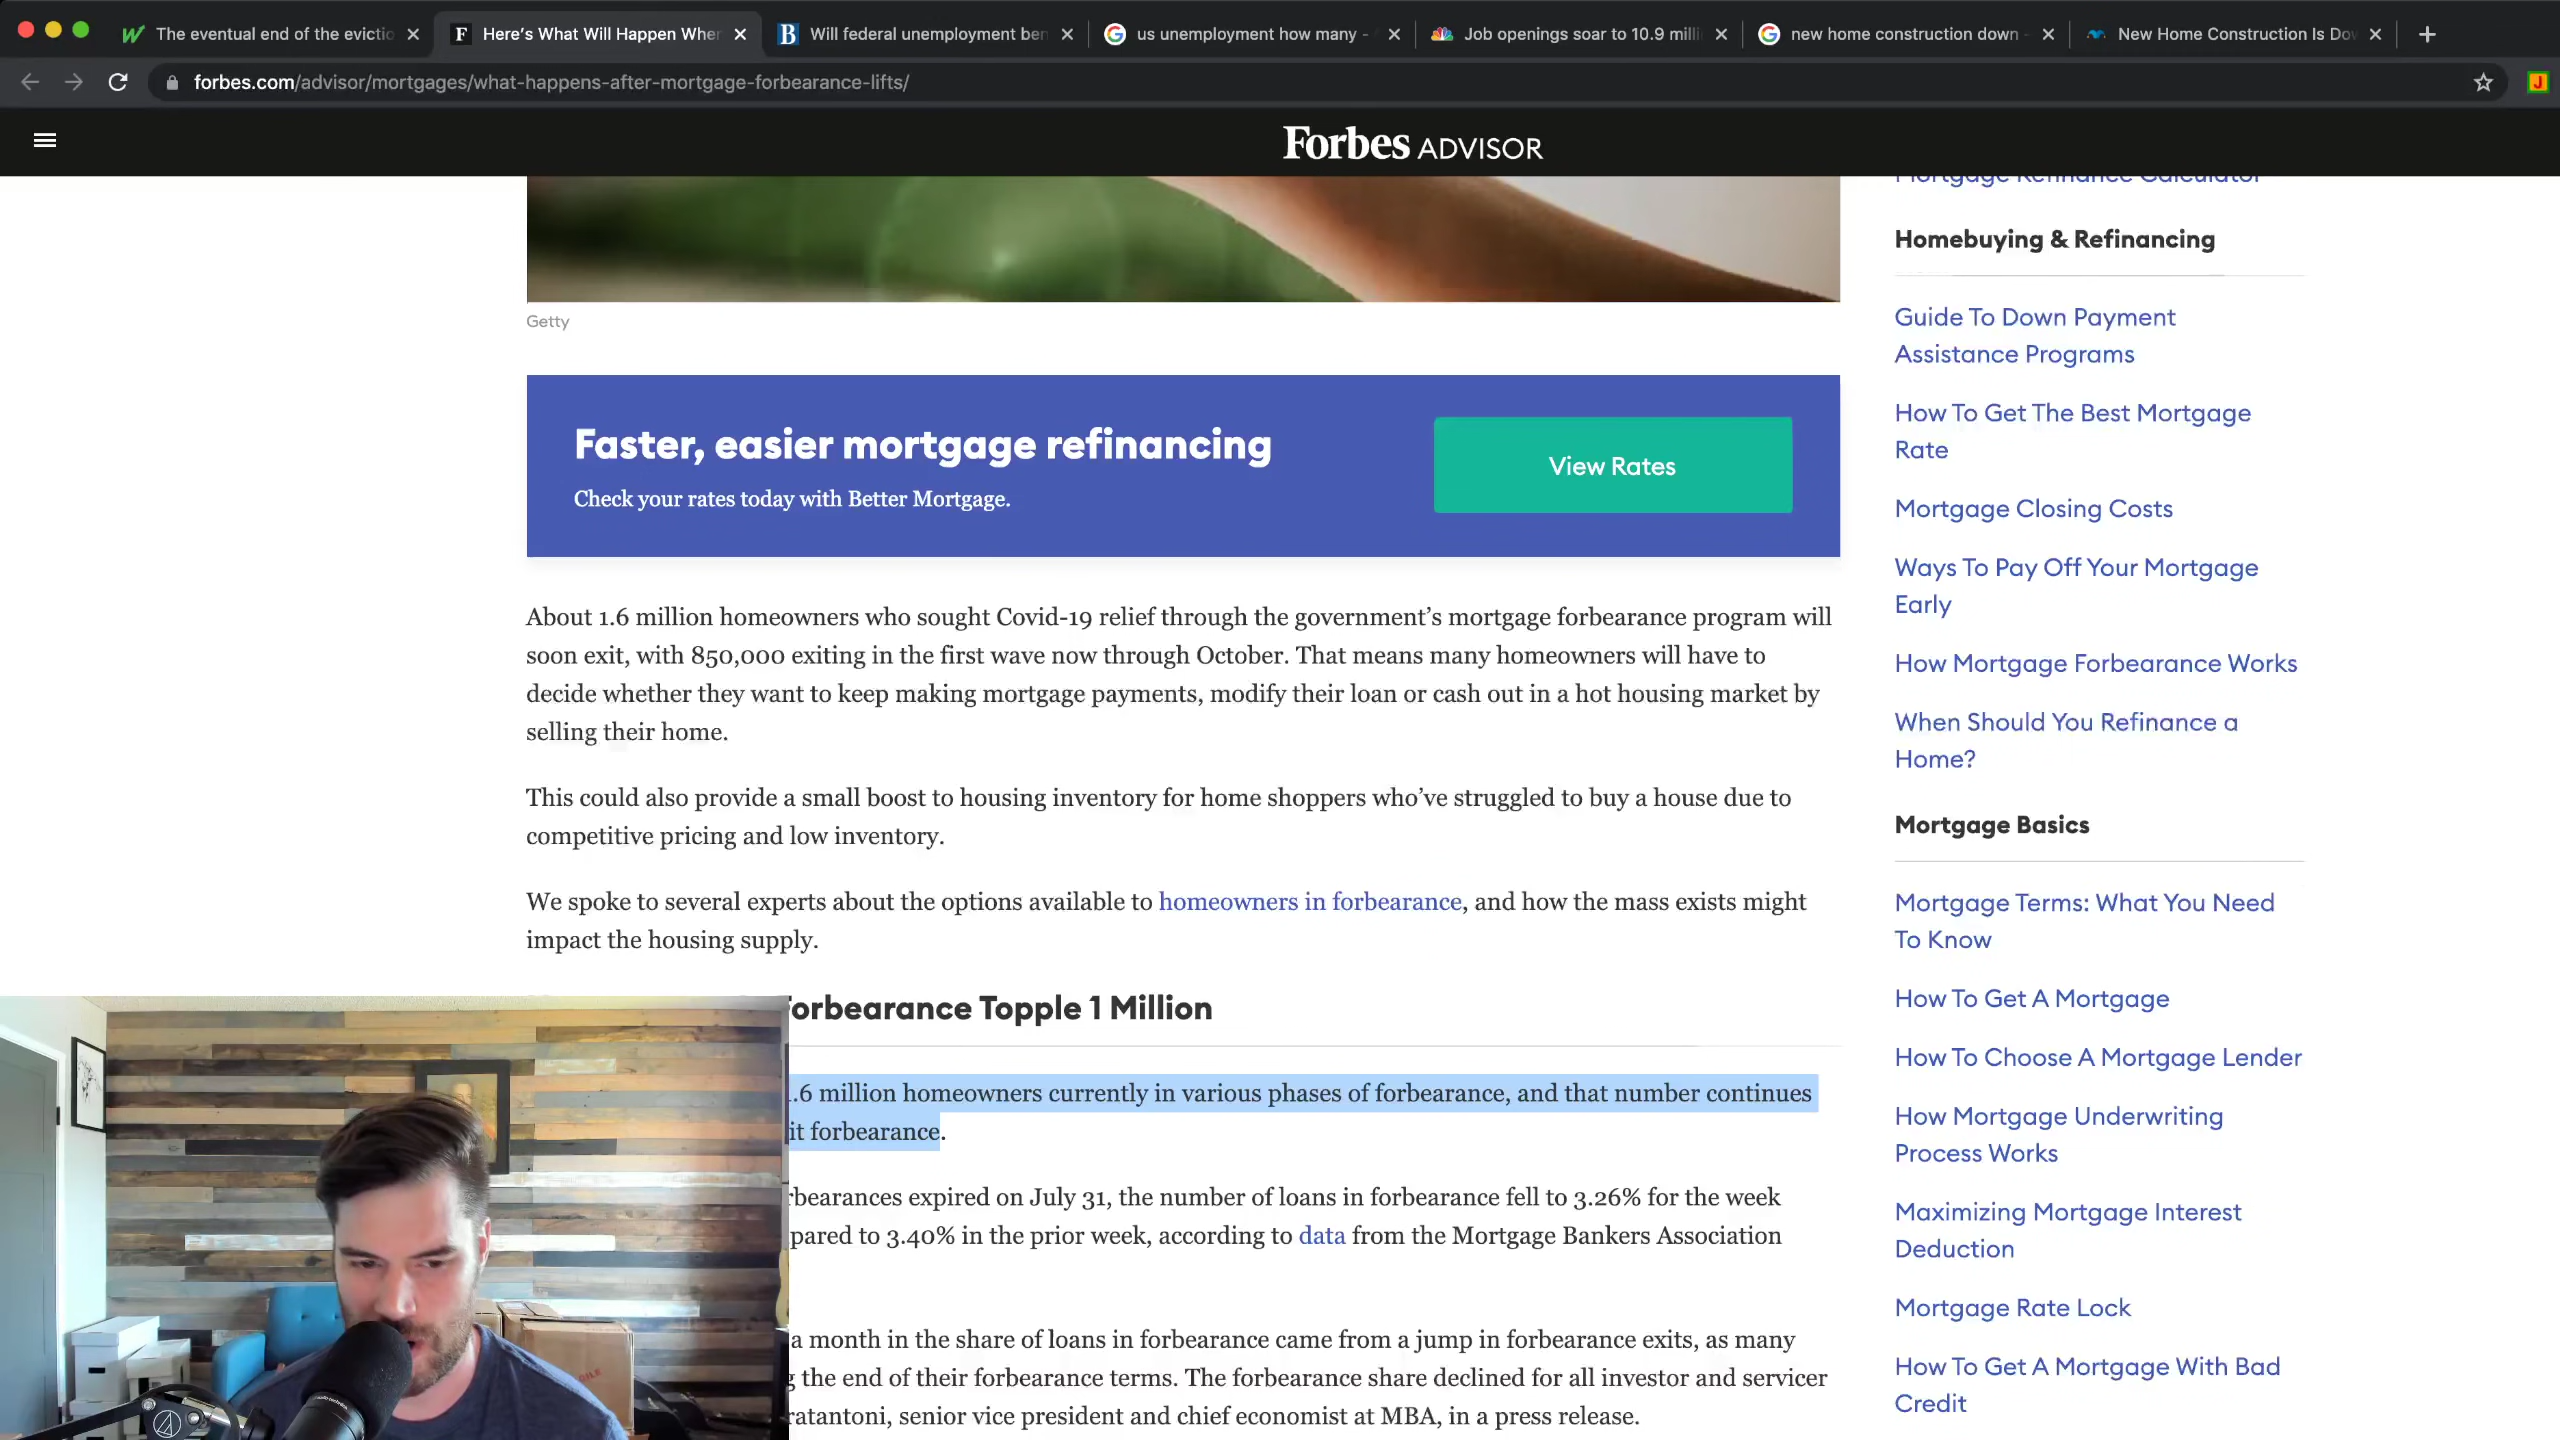 The eventual end of the evictio
Here's What Will Happen When
Will federal unemployment ben
us unemployment how many -
Job openings soar to 10.9 milli
new home construction down -
New Home Construction Is Dow
forbes.com/advisor/mortgages/what-happens-after-mortgage-forbearance-lifts/
Forbes ADVISOR
Mortgage Refinance Calculator
Homebuying & Refinancing
Guide To Down Payment
Assistance Programs
How To Get The Best Mortgage
Rate
Mortgage Closing Costs
Ways To Pay Off Your Mortgage
Early
How Mortgage Forbearance Works
When Should You Refinance a
Home?
Mortgage Basics
Mortgage Terms: What You Need
To Know
How To Get A Mortgage
How To Choose A Mortgage Lender
How Mortgage Underwriting
Process Works
Maximizing Mortgage Interest
Deduction
Mortgage Rate Lock
How To Get A Mortgage With Bad
Credit
Getty
Faster, easier mortgage refinancing
Check your rates today with Better Mortgage.
View Rates
About 1.6 million homeowners who sought Covid-19 relief through the government's mortgage forbearance program will
soon exit, with 850,000 exiting in the first wave now through October. That means many homeowners will have to
decide whether they want to keep making mortgage payments, modify their loan or cash out in a hot housing market by
selling their home.
This could also provide a small boost to housing inventory for home shoppers who've struggled to buy a house due to
competitive pricing and low inventory.
We spoke to several experts about the options available to homeowners in forbearance, and how the mass exists might
impact the housing supply.
Forbearance Topple 1 Million
.6 million homeowners currently in various phases of forbearance, and that number continues
it forbearance.
rbearances expired on July 31, the number of loans in forbearance fell to 3.26% for the week
pared to 3.40% in the prior week, according to data from the Mortgage Bankers Association
a month in the share of loans in forbearance came from a jump in forbearance exits, as many
g the end of their forbearance terms. The forbearance share declined for all investor and servicer
ratantoni, senior vice president and chief economist at MBA, in a press release.